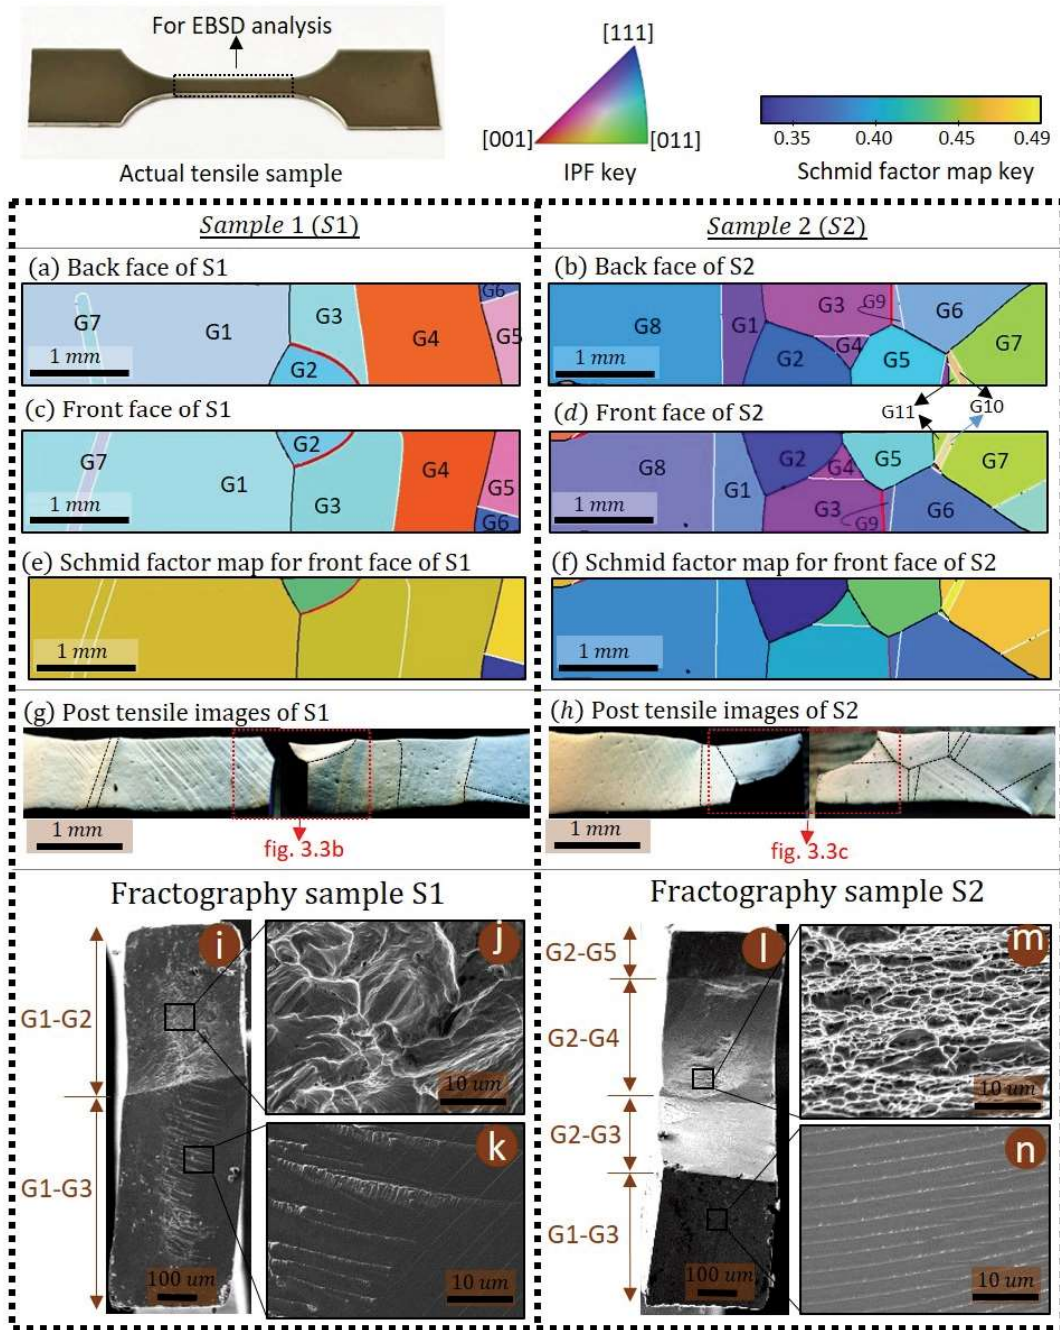 For EBSD analysis
Actual tensile sample
[111]
[001]
[011]
IPF key
0.35
0.40
0.45
0.49
Schmid factor map key
Sample 1 (S1)
Sample 2 (S2)
(a) Back face of S1
G7
G1
G3
G2
G4
G6
G5
1 mm
(b) Back face of S2
G8
G1
G3
G9
G2
G4
G5
G6
G7
1 mm
G11
G10
(c) Front face of S1
G7
G1
G2
G3
G4
G5
G6
1 mm
(d) Front face of S2
G8
G1
G2
G4
G5
G3
G9
G6
G7
1 mm
(e) Schmid factor map for front face of S1
1 mm
(f) Schmid factor map for front face of S2
1 mm
(g) Post tensile images of S1
1 mm
fig. 3.3b
(h) Post tensile images of S2
1 mm
fig. 3.3c
Fractography sample S1
i
G1-G2
G1-G3
100 um
j
10 um
k
10 um
Fractography sample S2
l
G2-G5
G2-G4
G2-G3
G1-G3
100 um
m
10 um
n
10 um